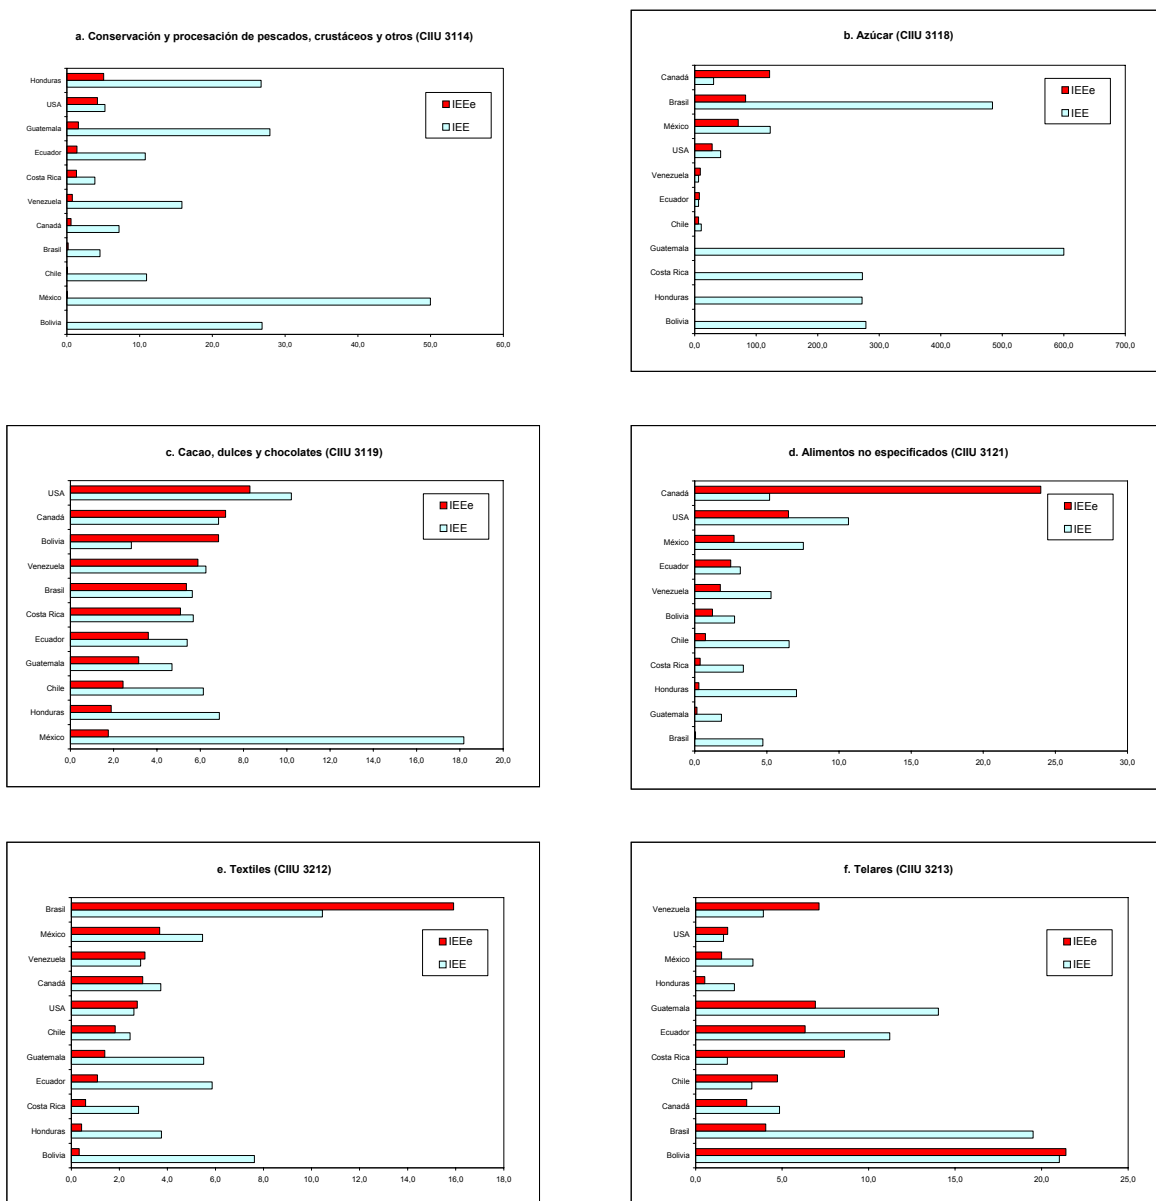 a. Conservación y procesación de pescados, crustáceos y otros (CIIU 3114)
Honduras
USA
Guatemala
Ecuador
Costa Rica
Venezuela
Canadá
Brasil
Chile
México
Bolivia
IEEe
IEE
0,0 10,0 20,0 30,0 40,0 50,0 60,0
b. Azúcar (CIIU 3118)
Canadá
Brasil
México
USA
Venezuela
Ecuador
Chile
Guatemala
Costa Rica
Honduras
Bolivia
IEEe
IEE
0,0 100,0 200,0 300,0 400,0 500,0 600,0 700,0
c. Cacao, dulces y chocolates (CIIU 3119)
USA
Canadá
Bolivia
Venezuela
Brasil
Costa Rica
Ecuador
Guatemala
Chile
Honduras
México
IEEe
IEE
0,0 2,0 4,0 6,0 8,0 10,0 12,0 14,0 16,0 18,0 20,0
d. Alimentos no especificados (CIIU 3121)
Canadá
USA
México
Ecuador
Venezuela
Bolivia
Chile
Costa Rica
Honduras
Guatemala
Brasil
IEEe
IEE
0,0 5,0 10,0 15,0 20,0 25,0 30,0
e. Textiles (CIIU 3212)
Brasil
México
Venezuela
Canadá
USA
Chile
Guatemala
Ecuador
Costa Rica
Honduras
Bolivia
IEEe
IEE
0,0 2,0 4,0 6,0 8,0 10,0 12,0 14,0 16,0 18,0
f. Telares (CIIU 3213)
Venezuela
USA
México
Honduras
Guatemala
Ecuador
Costa Rica
Chile
Canadá
Brasil
Bolivia
IEEe
IEE
0,0 5,0 10,0 15,0 20,0 25,0